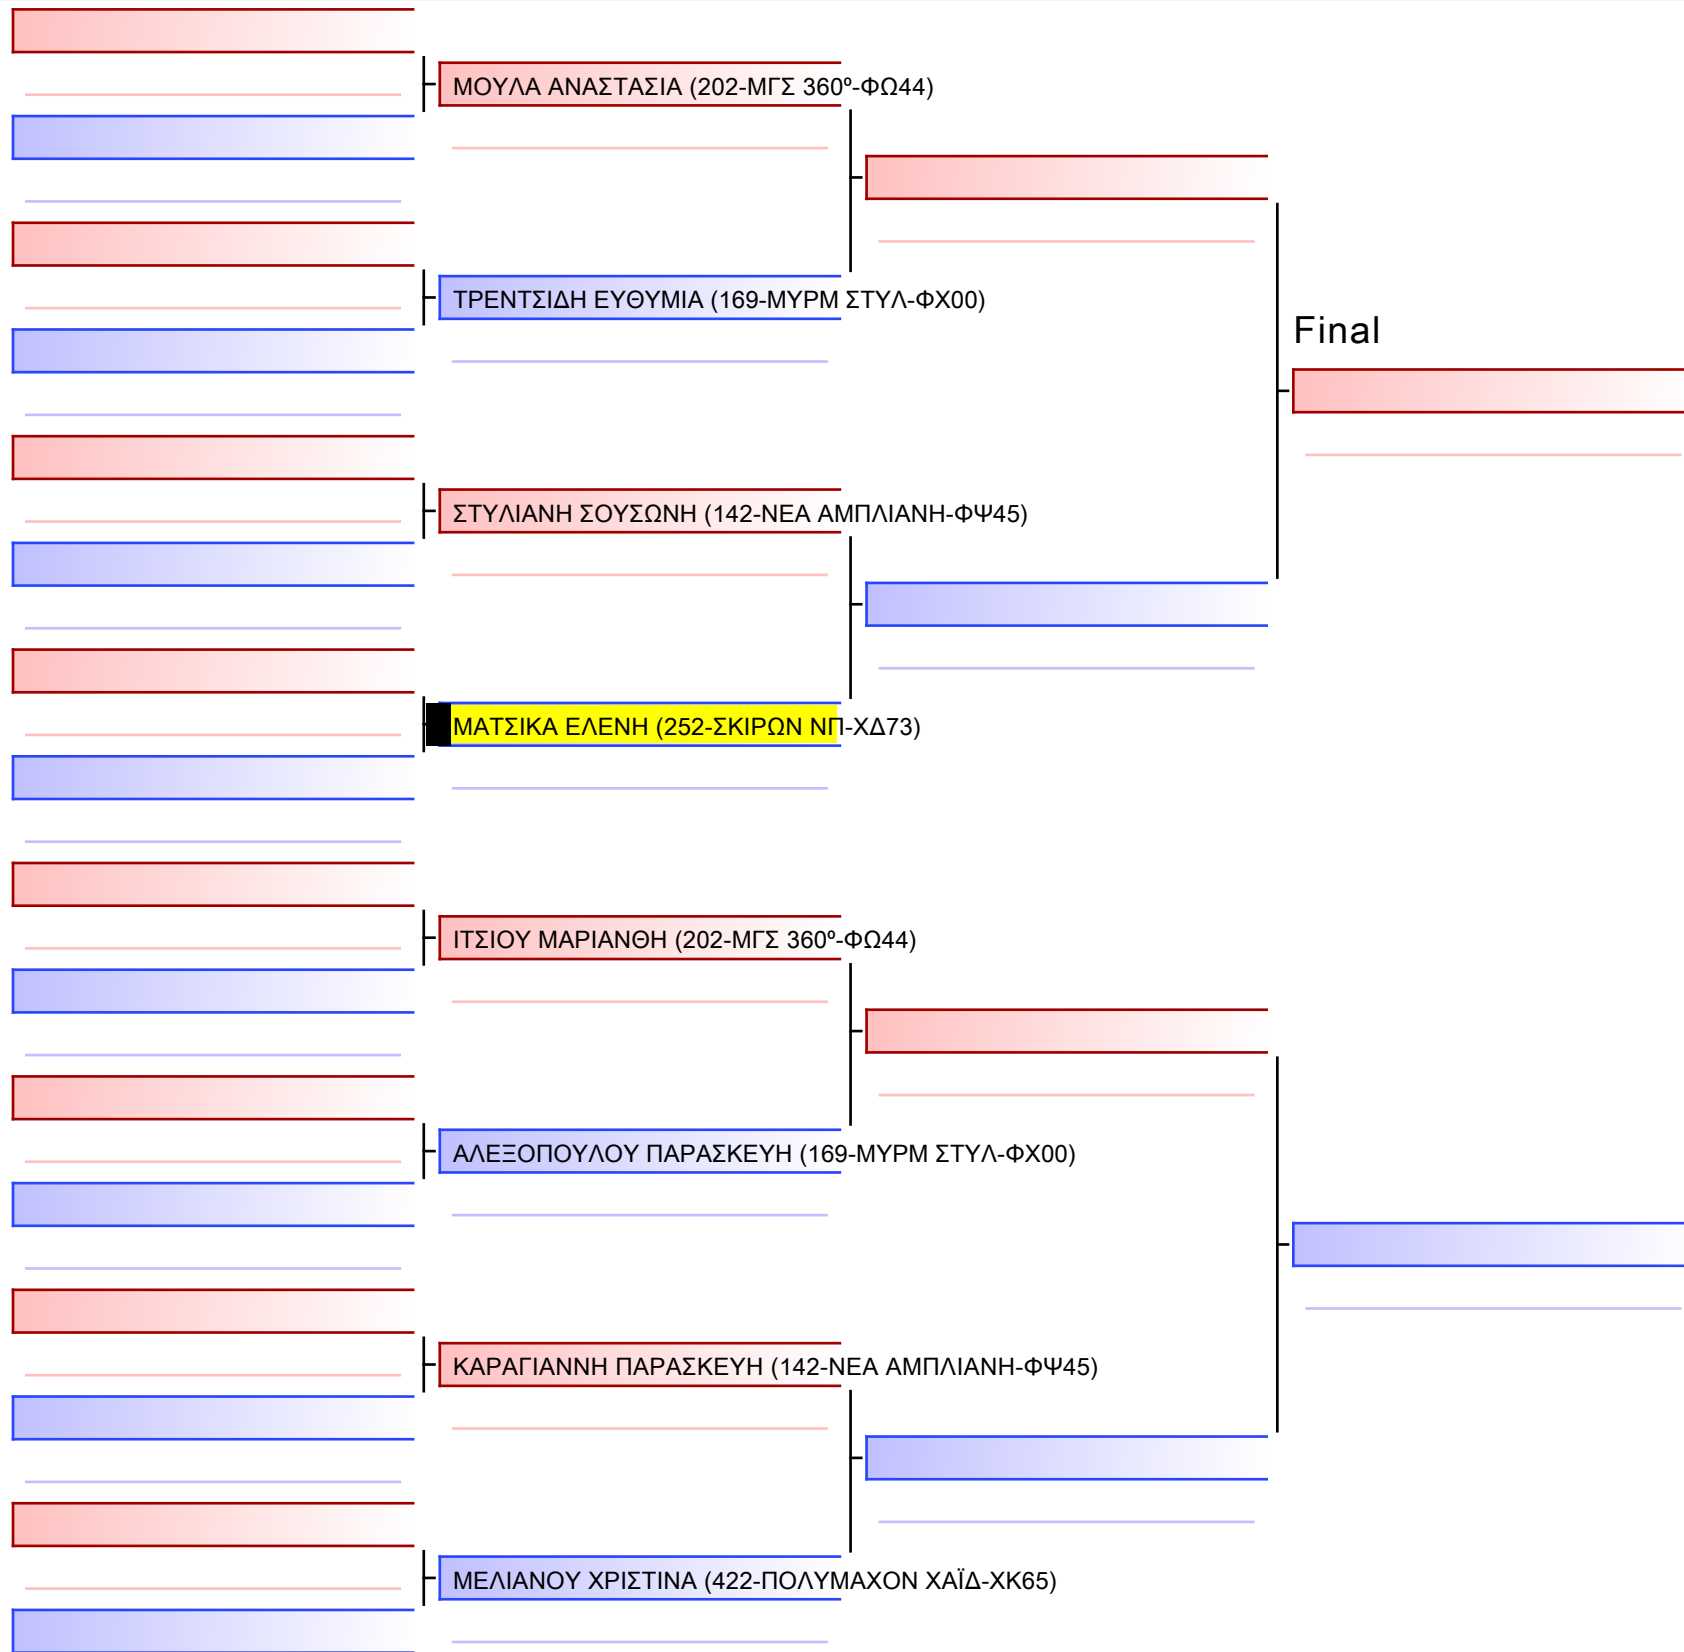 ΜΟΥΛΑ ΑΝΑΣΤΑΣΙΑ (202-ΜΓΣ 360º-ΦΩ44)
ΤΡΕΝΤΣΙΔΗ ΕΥΘΥΜΙΑ (169-ΜΥΡΜ ΣΤΥΛ-ΦΧ00)
Final
ΣΤΥΛΙΑΝΗ ΣΟΥΣΩΝΗ (142-ΝΕΑ ΑΜΠΛΙΑΝΗ-ΦΨ45)
ΜΑΤΣΙΚΑ ΕΛΕΝΗ (252-ΣΚΙΡΩΝ ΝΠ-ΧΔ73)
ΙΤΣΙΟΥ ΜΑΡΙΑΝΘΗ (202-ΜΓΣ 360º-ΦΩ44)
ΑΛΕΞΟΠΟΥΛΟΥ ΠΑΡΑΣΚΕΥΗ (169-ΜΥΡΜ ΣΤΥΛ-ΦΧ00)
ΚΑΡΑΓΙΑΝΝΗ ΠΑΡΑΣΚΕΥΗ (142-ΝΕΑ ΑΜΠΛΙΑΝΗ-ΦΨ45)
ΜΕΛΙΑΝΟΥ ΧΡΙΣΤΙΝΑ (422-ΠΟΛΥΜΑΧΟΝ ΧΑΪΔ-ΧΚ65)